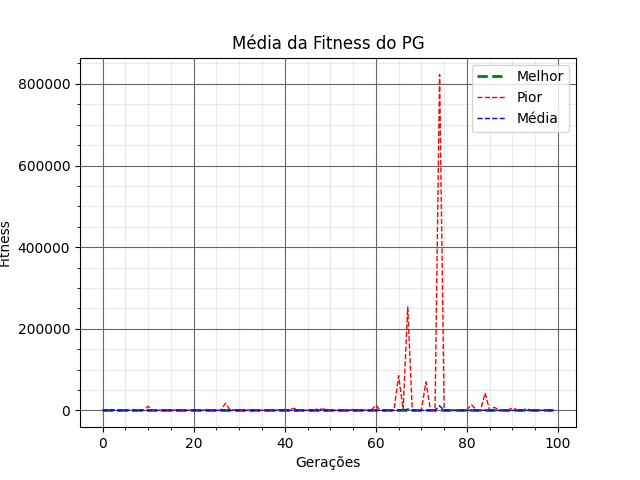 Média da Fitness do PG
Melhor
Pior
Média
800000
600000
400000
200000
0
Fitness
0 20 40 60 80 100
Gerações